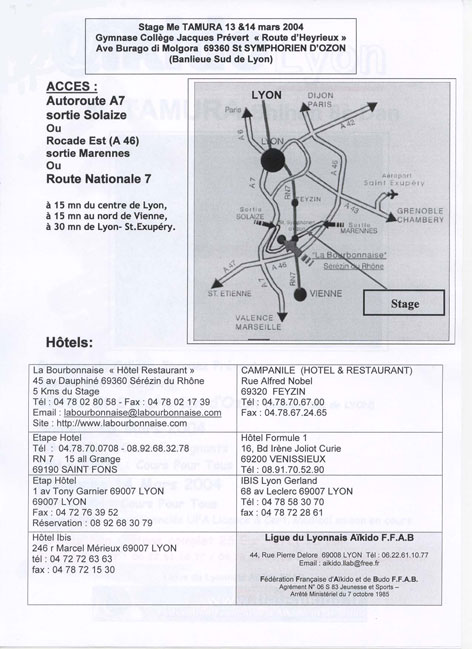 Stage Me TAMURA 13 &14 mars 2004
Gymnase Collège Jacques Prévert « Route d'Heyrieux »
Ave Burago di Molgora 69360 St SYMPHORIEN D'OZON
(Banlieue Sud de Lyon)
ACCES :
Autoroute A7
sortie Solaize
Ou
Rocade Est (A 46)
sortie Marennes
Ou
Route Nationale 7
à 15 mn du centre de Lyon,
à 15 mn au nord de Vienne,
à 30 mn de Lyon- St.Exupéry.
LYON
DIJON
PARIS
Paris
A 6
A 42
LYON
Aéroport
Saint Exupéry
A 7
RN7
FEYZIN
A 43
GRENOBLE
CHAMBERY
Sortie
SOLAIZE
Sortie
MARENNES
"La Bourbonnaise"
Sérézin du Rhône
A 46
A 47
ST. ETIENNE
A 7
RN7
VIENNE
VALENCE
MARSEILLE
Stage
Hôtels:
La Bourbonnaise « Hôtel Restaurant »
45 av Dauphiné 69360 Sérézin du Rhône
5 Kms du Stage
Tél : 04 78 02 80 58 - Fax : 04 78 02 17 39
Email : labourbonnaise@labourbonnaise.com
Site : http://www.labourbonnaise.com
CAMPANILE (HOTEL & RESTAURANT)
Rue Alfred Nobel
69320 FEYZIN
Tél : 04.78.70.67.00
Fax : 04.78.67.24.65
Etape Hotel
Tél : 04.78.70.0708 - 08.92.68.32.78
RN 7 15 all Grange
69190 SAINT FONS
Hôtel Formule 1
16, Bd Irène Joliot Curie
69200 VENISSIEUX
Tél : 08.91.70.52.90
Etap Hôtel
1 av Tony Garnier 69007 LYON
69007 LYON
Fax : 04 72 76 39 52
Réservation : 08 92 68 30 79
IBIS Lyon Gerland
68 av Leclerc 69007 LYON
tél 04 78 58 30 70
fax 04 78 72 28 61
Hôtel Ibis
246 r Marcel Mérieux 69007 LYON
tél : 04 72 72 63 63
fax : 04 78 72 15 30
Ligue du Lyonnais Aïkido F.F.A.B
44, Rue Pierre Delore 69008 LYON Tél : 06.22.61.10.77
Email : aikido.llab@free.fr
Fédération Française d'Aïkido et de Budo F.F.A.B.
Agrément N° 06 S 83 Jeunesse et Sports –
Arrêté Ministériel du 7 octobre 1985